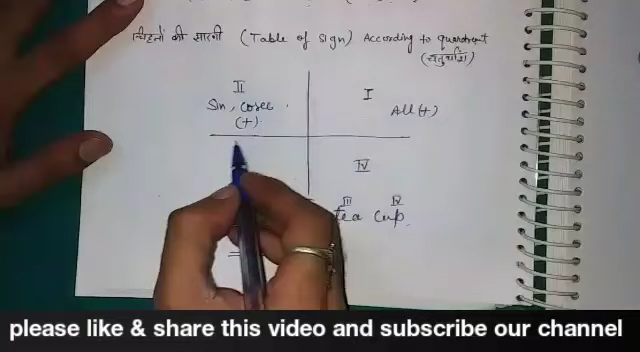 चिह्नों की सारणी (Table of Sign) According to quadrant
(चतुर्थांश)
II
Sin, Cosec
(+)
I
All (+)
IV
III IV
tea cup
please like & share this video and subscribe our channel